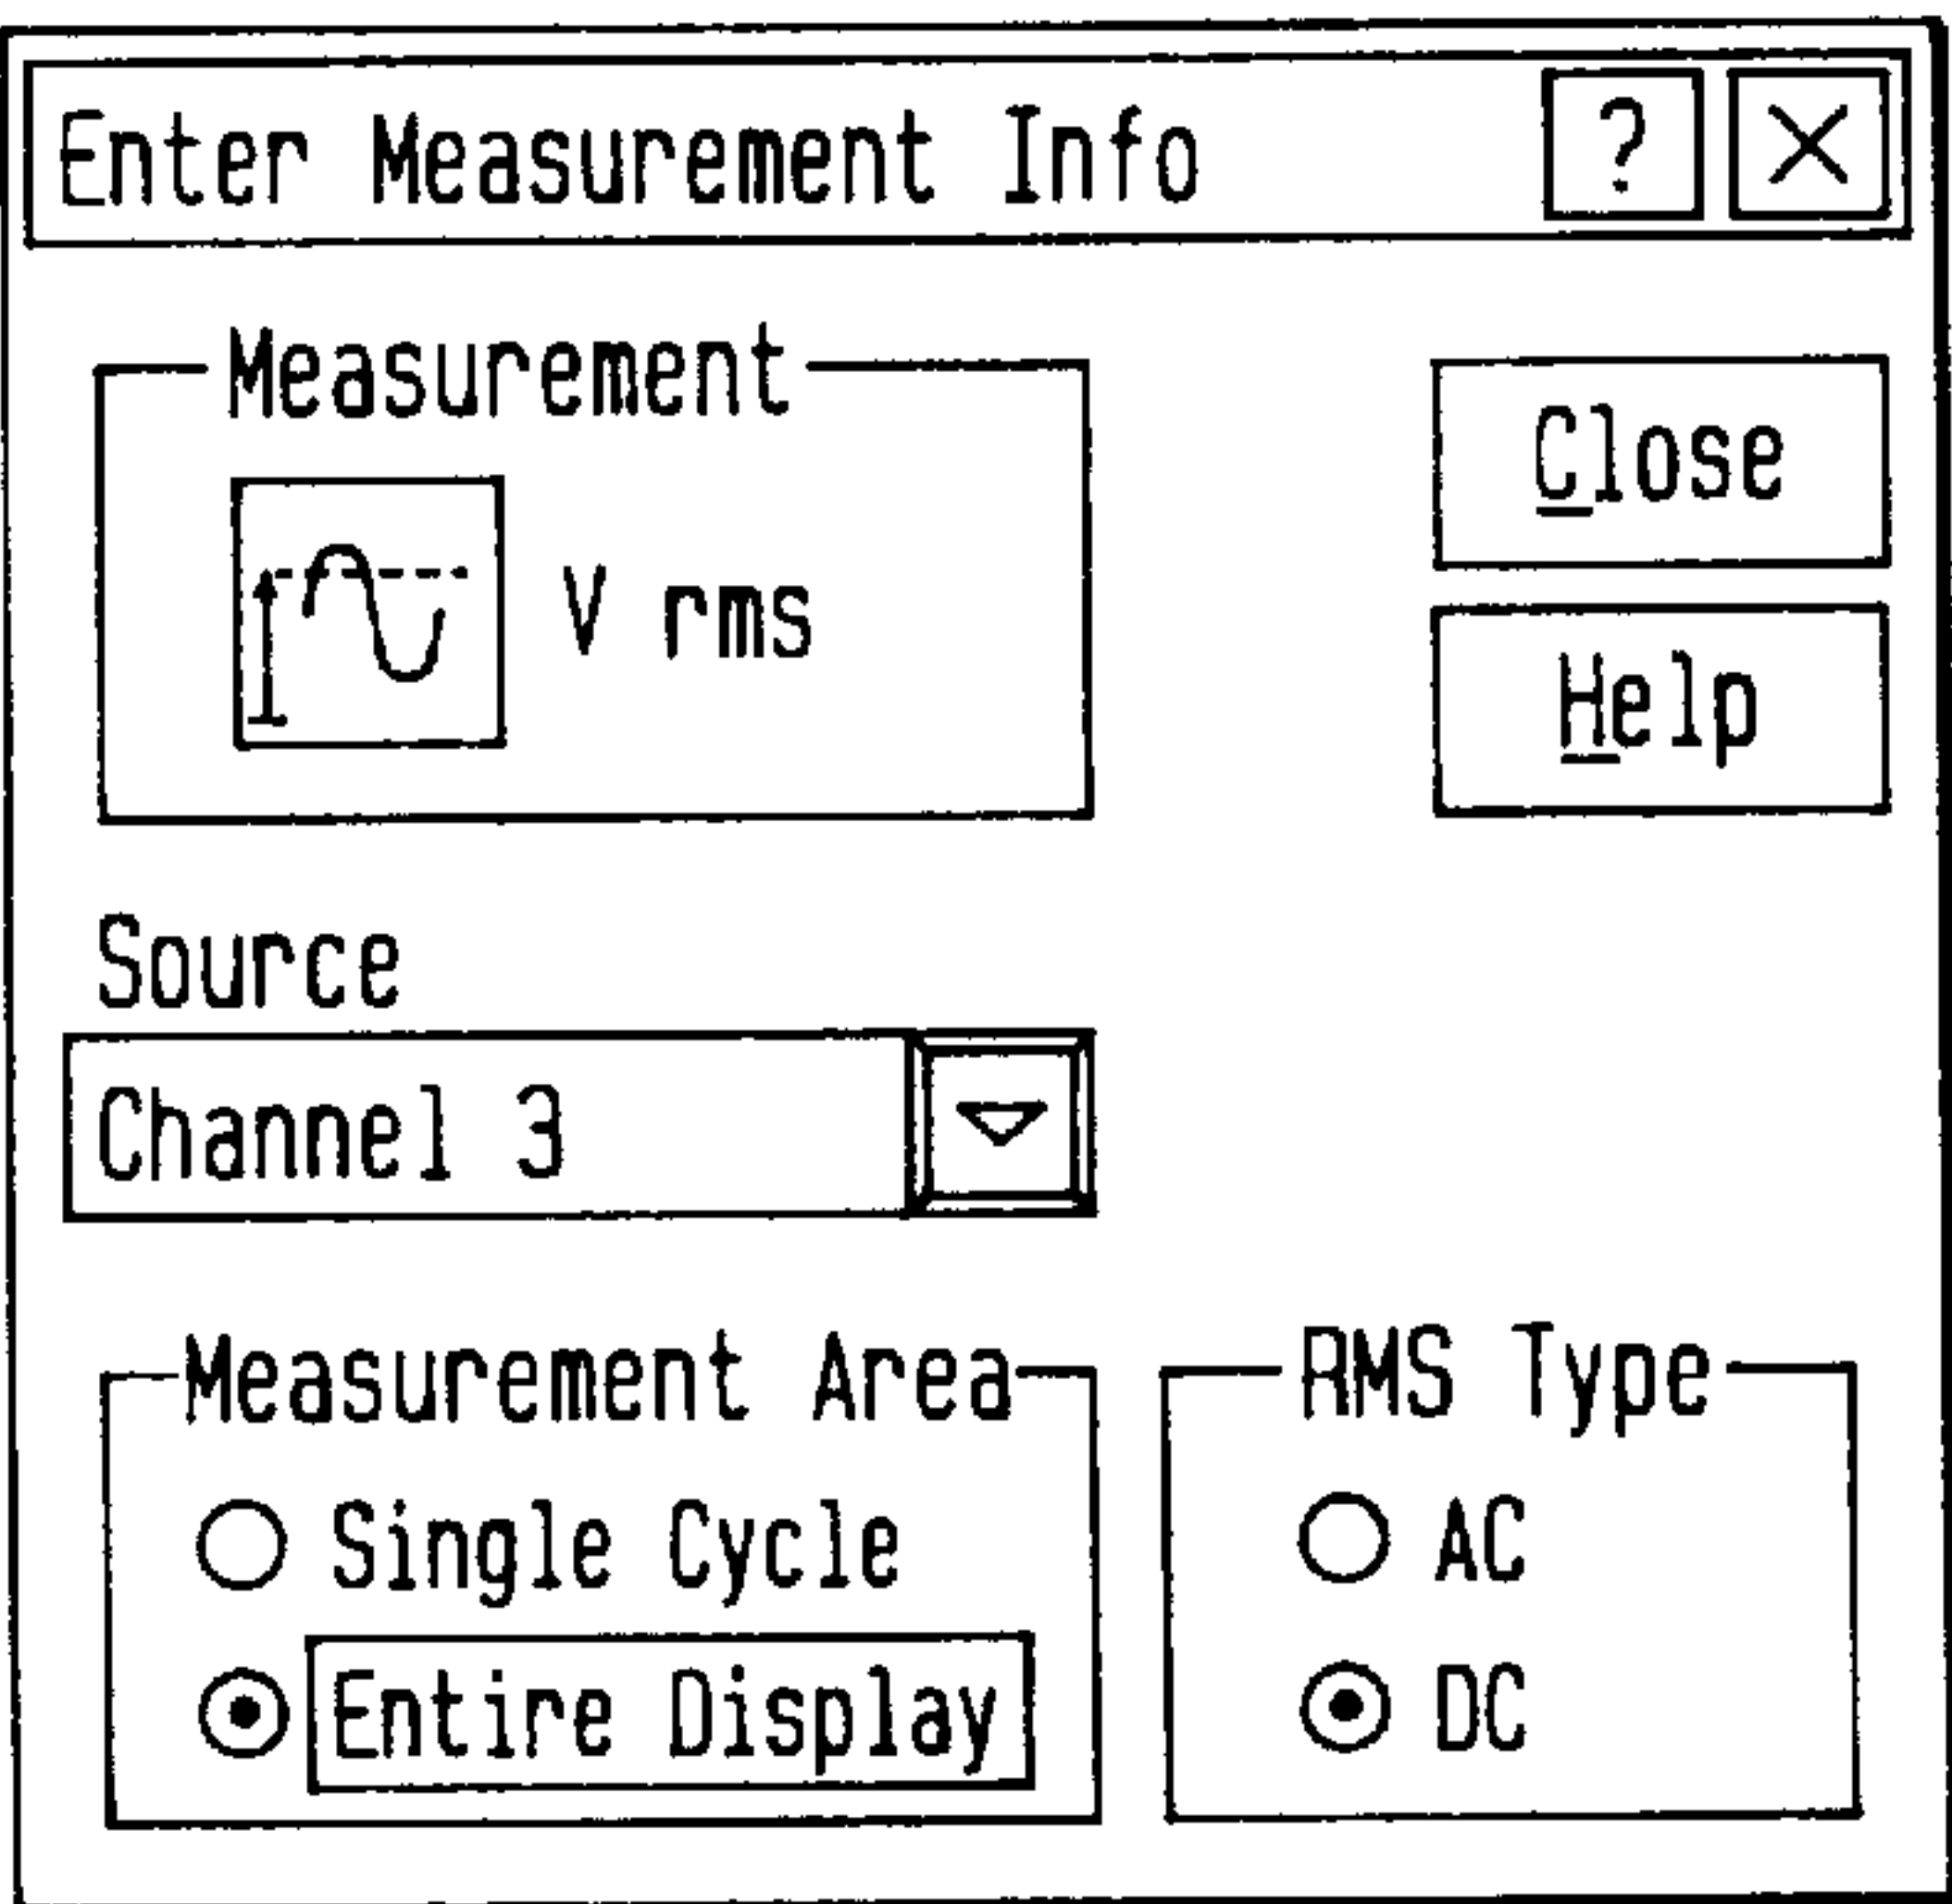 Enter Measurement Info ? X
Measurement
V rms
Close
Help
Source
Channel 3
Measurement Area
Single Cycle
Entire Display
RMS Type
AC
DC